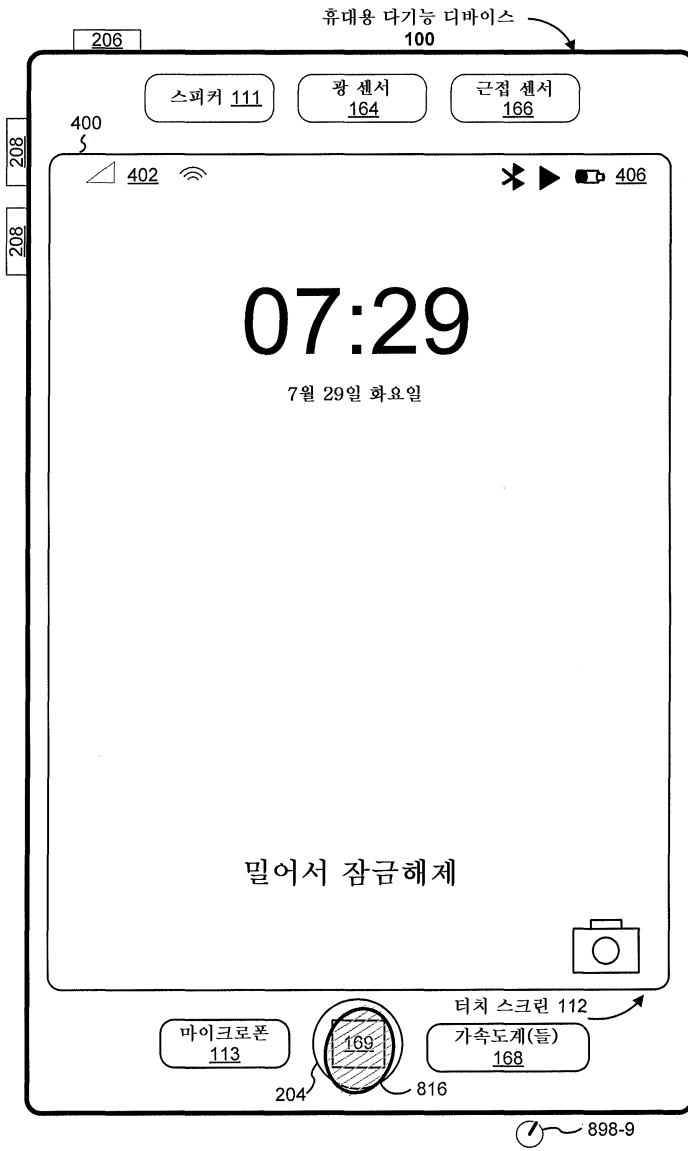 휴대용 다기능 디바이스
100
206
스피커 111
광 센서
164
근접 센서
166
208
208
400
402
406
07:29
7월 29일 화요일
밀어서 잠금해제
터치 스크린 112
마이크로폰
113
169
가속도계(들)
168
204
816
898-9